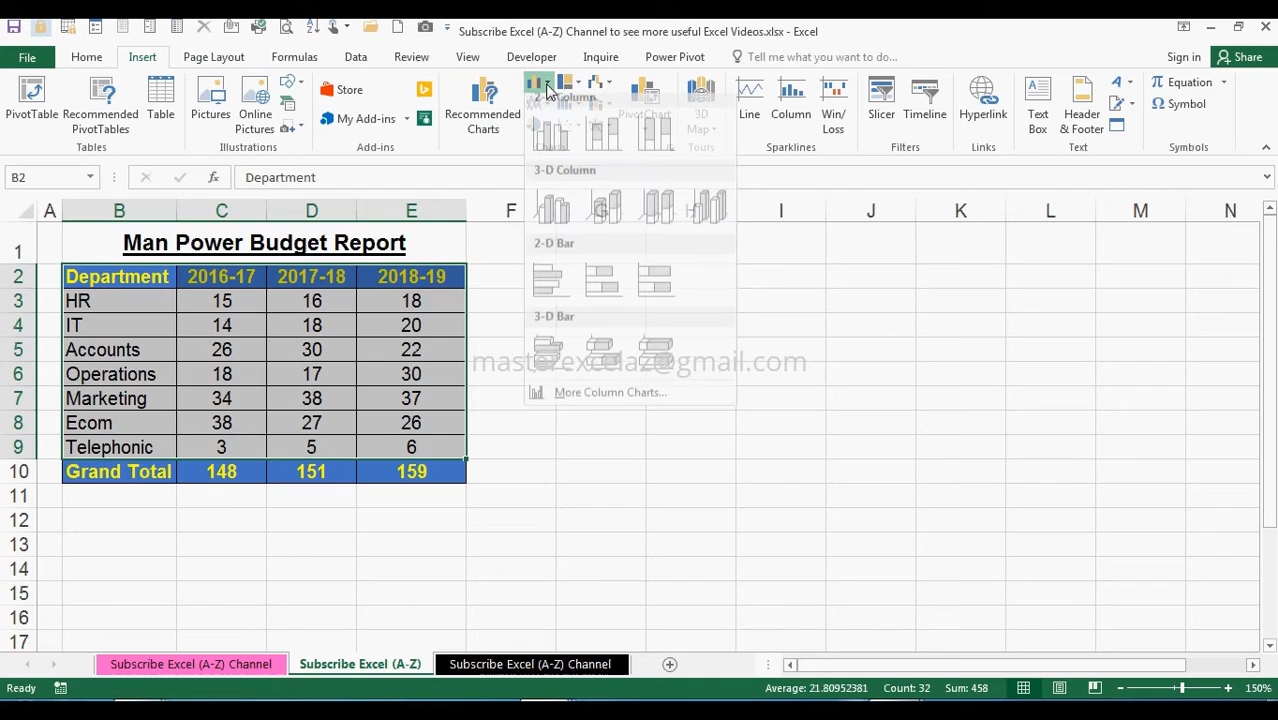 Subscribe Excel (A-Z) Channel to see more useful Excel Videos.xlsx - Excel
File Home Insert Page Layout Formulas Data Review View Developer Inquire Power Pivot Tell me what you want to do... Sign in Share
PivotTable Recommended PivotTables Table Pictures Online Pictures Store My Add-ins Recommended Charts PivotChart 3D Map Line Column Win/Loss Slicer Timeline Hyperlink Text Box Header & Footer Equation Symbol
Tables Illustrations Add-ins Charts Tours Sparklines Filters Links Text Symbols
B2 Department
A B C D E F G H I J K L M N
1 Man Power Budget Report
2 Department 2016-17 2017-18 2018-19
3 HR 15 16 18
4 IT 14 18 20
5 Accounts 26 30 22
6 Operations 18 17 30
7 Marketing 34 38 37
8 Ecom 38 27 26
9 Telephonic 3 5 6
10 Grand Total 148 151 159
11
12
13
14
15
16
17
2-D Column
3-D Column
2-D Bar
3-D Bar
masterexcelaz@gmail.com
More Column Charts...
Subscribe Excel (A-Z) Channel Subscribe Excel (A-Z) Subscribe Excel (A-Z) Channel
Ready Average: 21.80952381 Count: 32 Sum: 458 150%